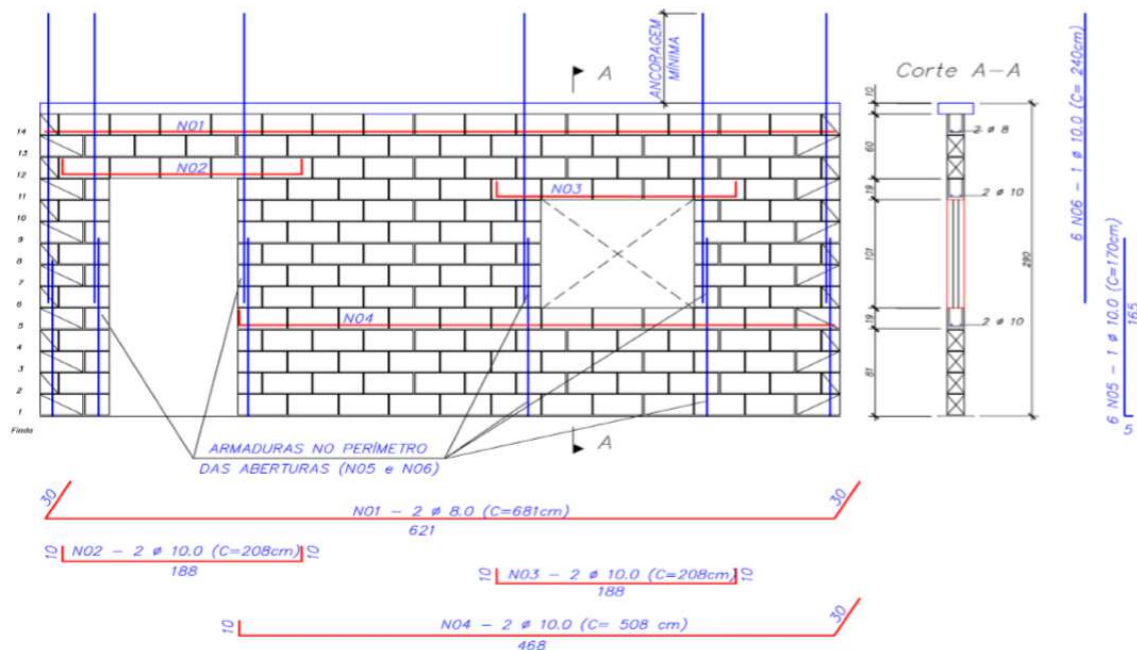 ANCORAGEM
MÍNIMA
A
Corte A-A
10
14
13
12
11
10
9
8
7
6
5
4
3
2
1
Fiada
N01
N02
N03
N04
2 ø 8
2 ø 10
2 ø 10
60
19
101
19
61
290
6 N06 - 1 ø 10.0 (C= 240cm)
6 N05 - 1 ø 10.0 (C=170cm)
165
5
ARMADURAS NO PERÍMETRO
DAS ABERTURAS (N05 e N06)
A
30
N01 - 2 ø 8.0 (C=681cm)
30
621
10
N02 - 2 ø 10.0 (C=208cm)
10
188
10
N03 - 2 ø 10.0 (C=208cm)
10
188
10
N04 - 2 ø 10.0 (C= 508 cm)
30
468